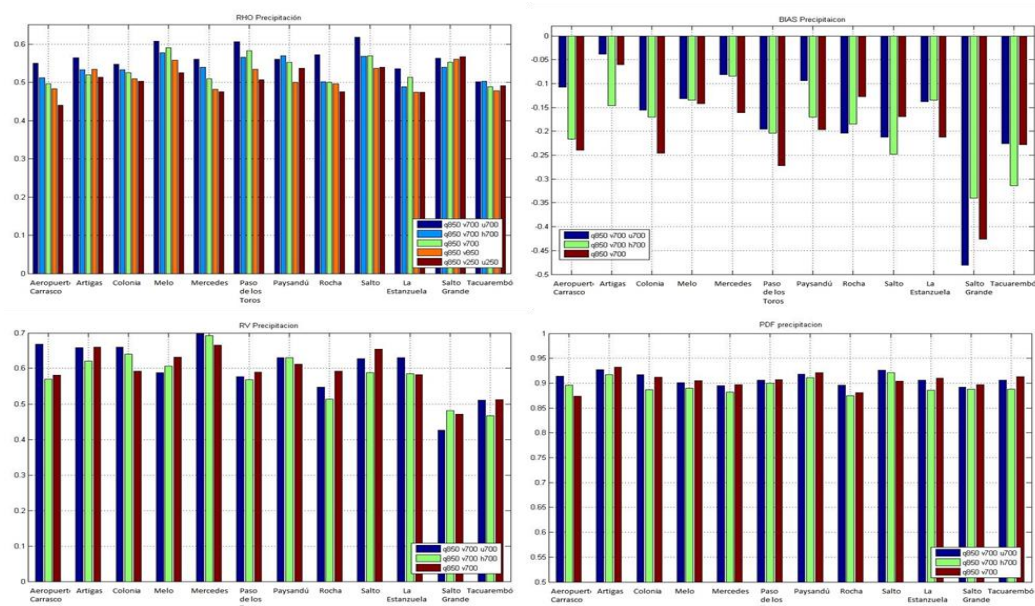 RHO Precipitación
0.6
0.5
0.4
0.3
0.2
0.1
0
q850 v700 u700
q850 v700 h700
q850 v700
q850 v850
q850 v250 u250
Aeropuert- Artigas Colonia Melo Mercedes Paso Paysandú Rocha Salto La Salto Tacuarembó
Carrasco de los Estanzuela Grande
Toros
BIAS Precipitaicon
0
-0.05
-0.1
-0.15
-0.2
-0.25
-0.3
-0.35
-0.4
-0.45
-0.5
q850 v700 u700
q850 v700 h700
q850 v700
Aeropuert- Artigas Colonia Melo Mercedes Paso Paysandú Rocha Salto La Salto Tacuarembó
Carrasco de los Estanzuela Grande
Toros
RV Precipitacion
0.7
0.6
0.5
0.4
0.3
0.2
0.1
0
q850 v700 u700
q850 v700 h700
q850 v700
Aeropuert- Artigas Colonia Melo Mercedes Paso Paysandú Rocha Salto La Salto Tacuarembó
Carrasco de los Estanzuela Grande
PDF precipitacion
1
0.95
0.9
0.85
0.8
0.75
0.7
0.65
0.6
0.55
0.5
q850 v700 u700
q850 v700 h700
q850 v700
Aeropuert- Artigas Colonia Melo Mercedes Paso Paysandú Rocha Salto La Salto Tacuarembó
Carrasco de los Estanzuela Grande